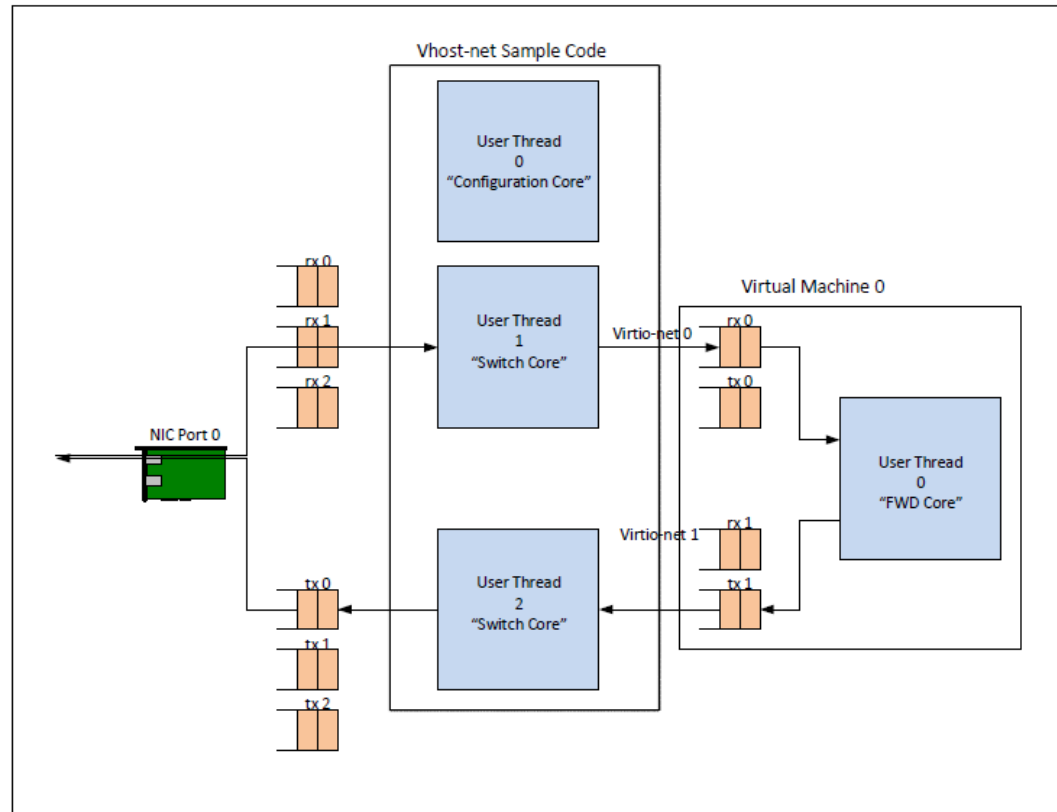 Vhost-net Sample Code
User Thread
0
“Configuration Core”
rx 0
rx 1
rx 2
User Thread
1
“Switch Core”
Virtual Machine 0
Virtio-net 0
rx 0
tx 0
NIC Port 0
User Thread
0
“FWD Core”
Virtio-net 1
rx 1
tx 1
User Thread
2
“Switch Core”
tx 0
tx 1
tx 2